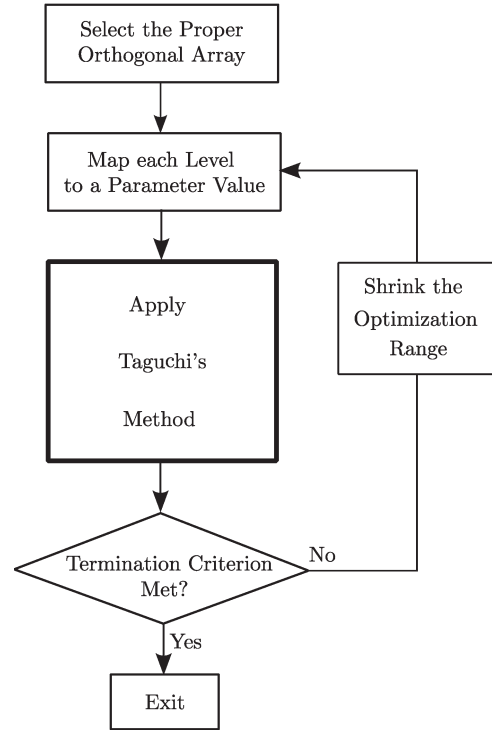 Select the Proper
Orthogonal Array
Map each Level
to a Parameter Value
Shrink the
Optimization
Range
Apply
Taguchi's
Method
Termination Criterion
Met?
No
Yes
Exit